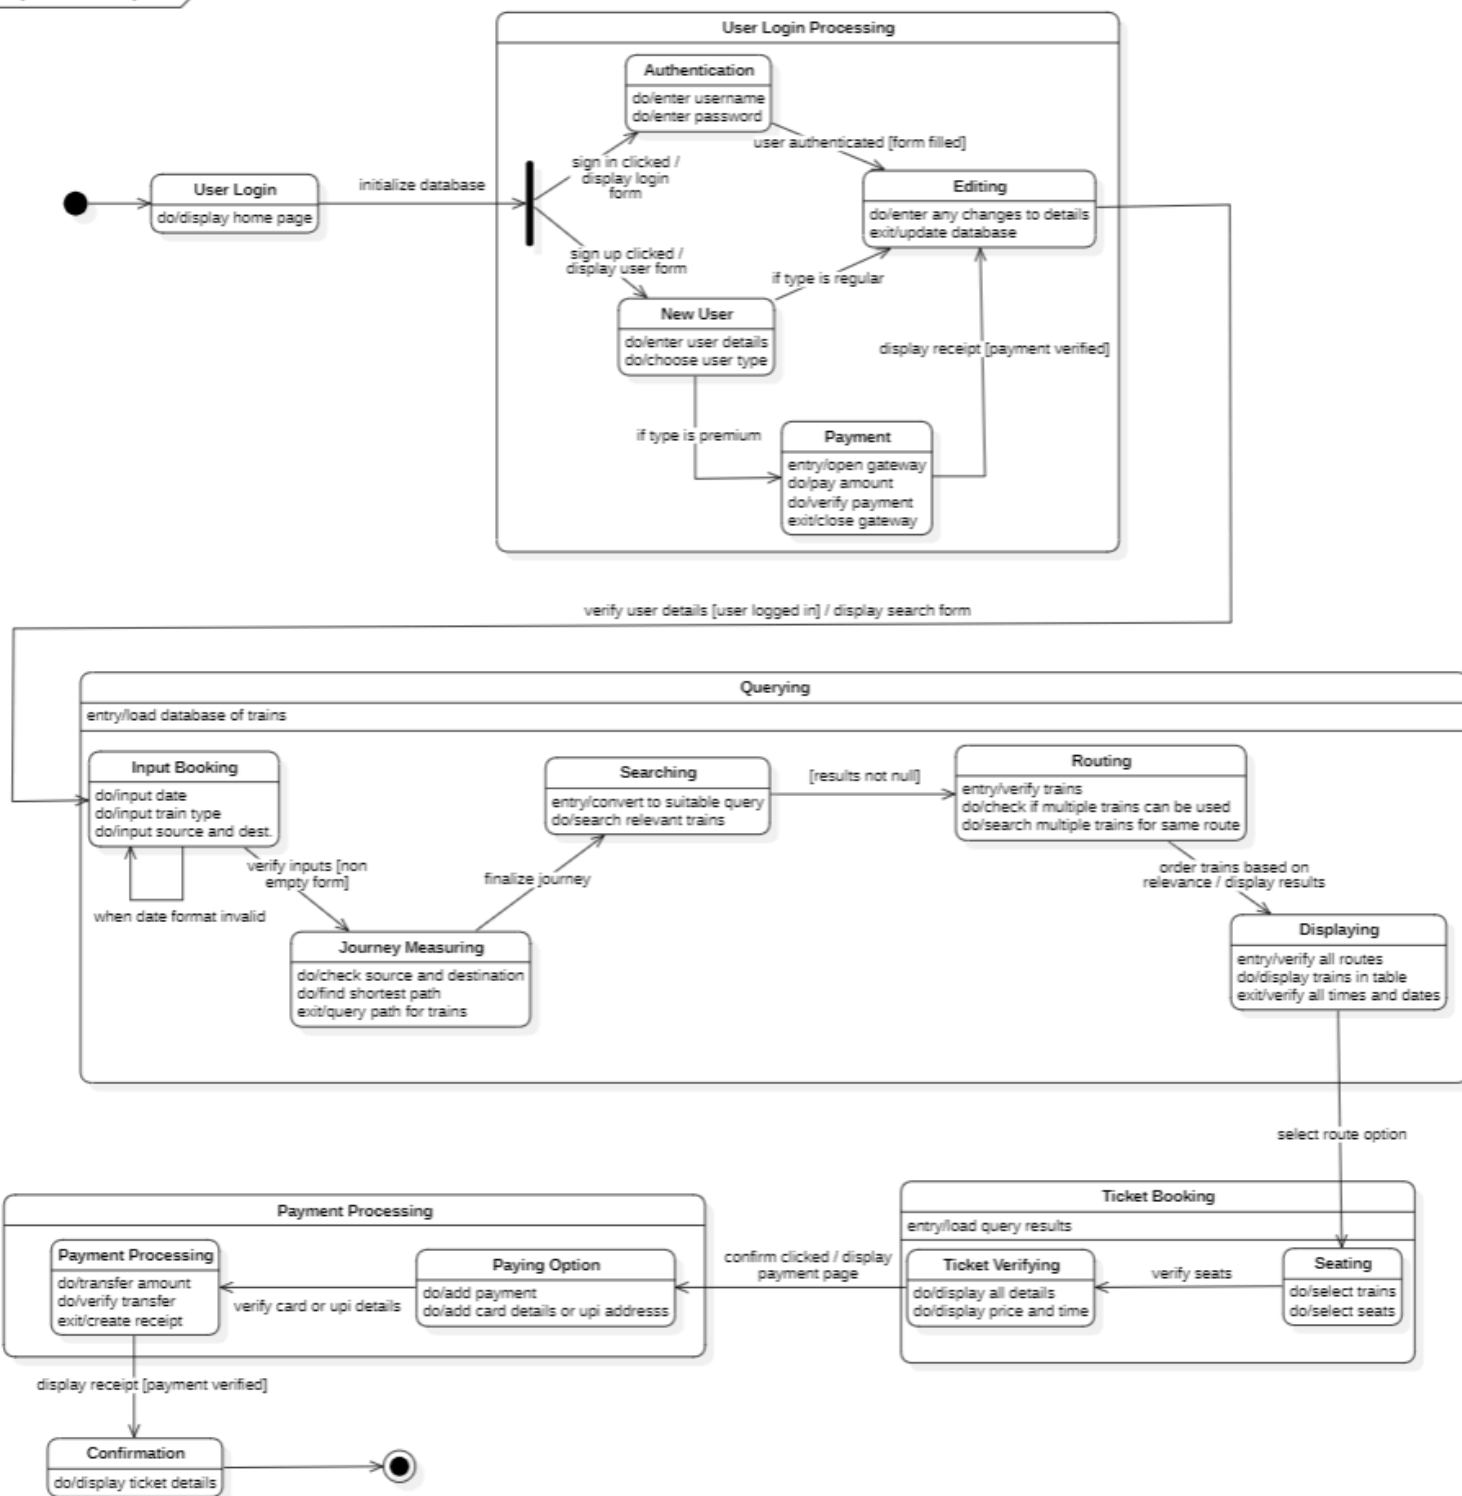 User Login Processing
Authentication
do/enter username
do/enter password
user authenticated [form filled]
sign in clicked /
display login
form
User Login
do/display home page
initialize database
Editing
do/enter any changes to details
exit/update database
sign up clicked /
display user form
if type is regular
New User
do/enter user details
do/choose user type
display receipt [payment verified]
if type is premium
Payment
entry/open gateway
do/pay amount
do/verify payment
exit/close gateway
verify user details [user logged in] / display search form
Querying
entry/load database of trains
Input Booking
do/input date
do/input train type
do/input source and dest.
Searching
entry/convert to suitable query
do/search relevant trains
[results not null]
Routing
entry/verify trains
do/check if multiple trains can be used
do/search multiple trains for same route
verify inputs [non
empty form]
finalize journey
order trains based on
relevance / display results
when date format invalid
Journey Measuring
do/check source and destination
do/find shortest path
exit/query path for trains
Displaying
entry/verify all routes
do/display trains in table
exit/verify all times and dates
select route option
Payment Processing
Ticket Booking
entry/load query results
Payment Processing
do/transfer amount
do/verify transfer
exit/create receipt
verify card or upi details
Paying Option
do/add payment
do/add card details or upi addresss
confirm clicked / display
payment page
Ticket Verifying
do/display all details
do/display price and time
verify seats
Seating
do/select trains
do/select seats
display receipt [payment verified]
Confirmation
do/display ticket details